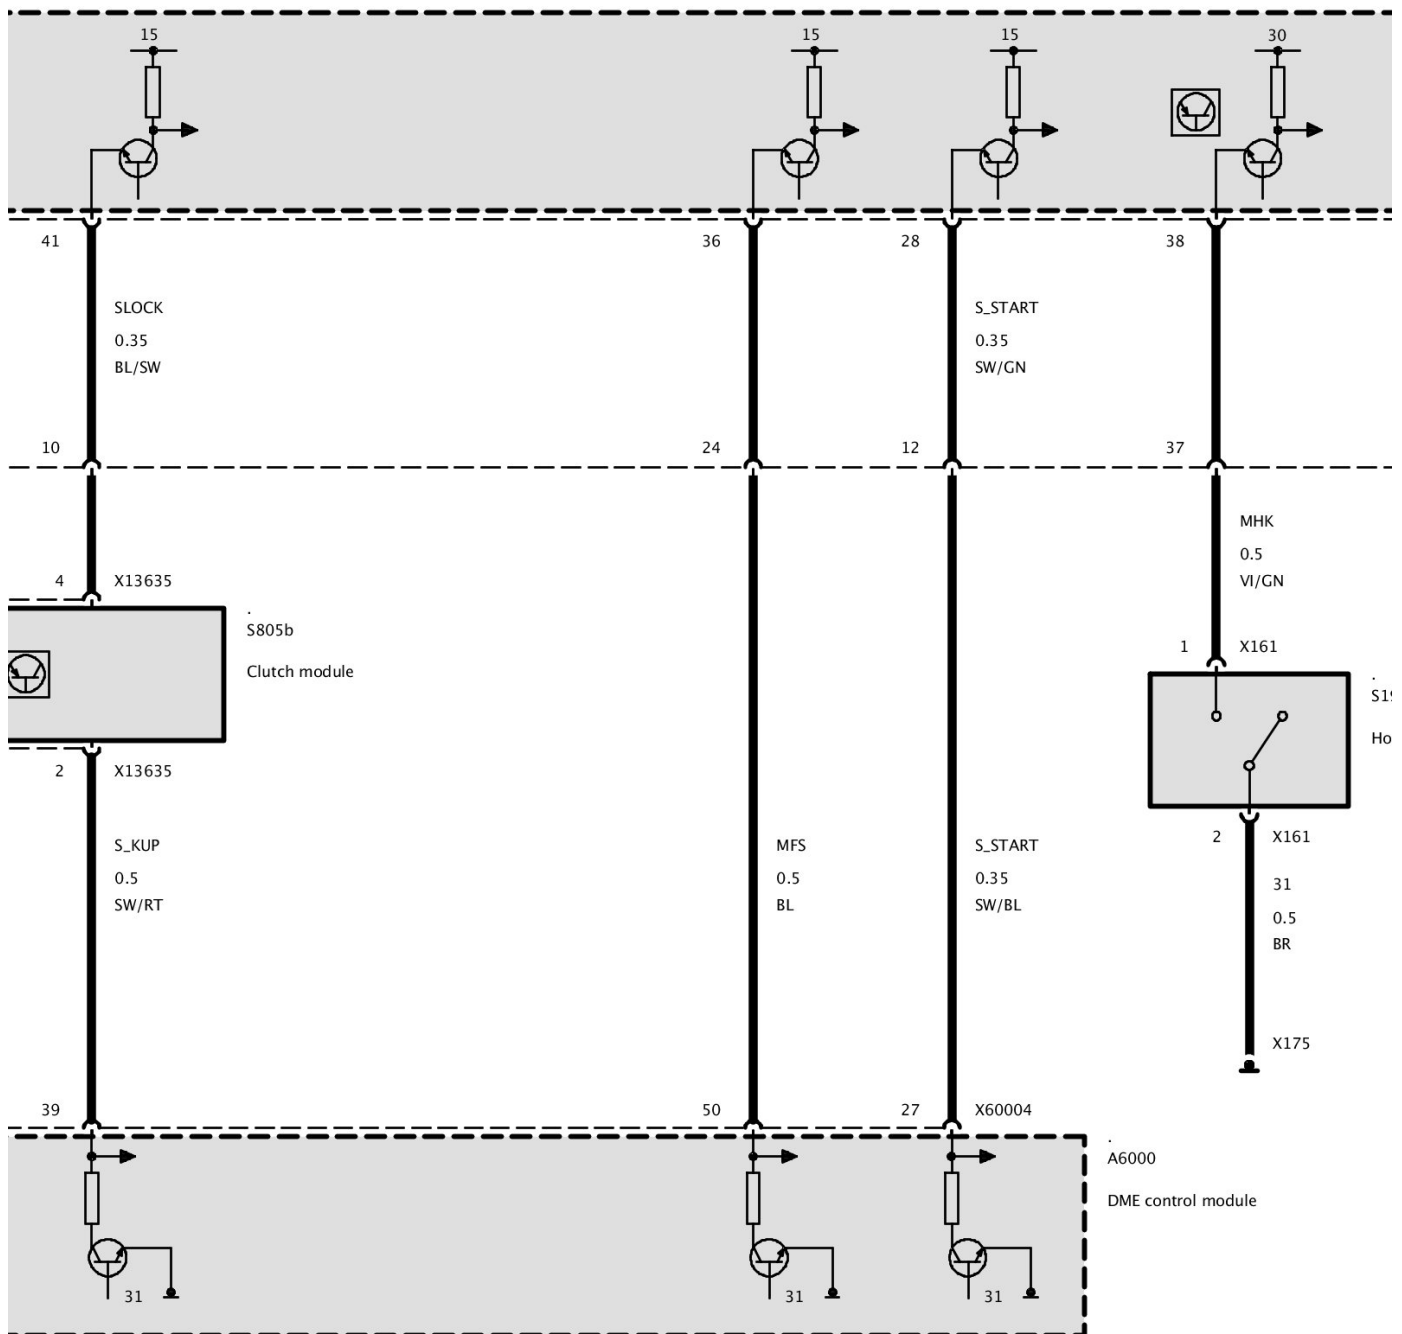 15 15 15 30
41 36 28 38
SLOCK S_START
0.35 0.35
BL/SW SW/GN
10 24 12 37
MHK
0.5
VI/GN
4 X13635
S805b
Clutch module
1 X161
S19
Ho
2 X13635
2 X161
S_KUP MFS S_START
0.5 0.5 0.35
SW/RT BL SW/BL
31
0.5
BR
X175
39 50 27 X60004
A6000
DME control module
31 31 31